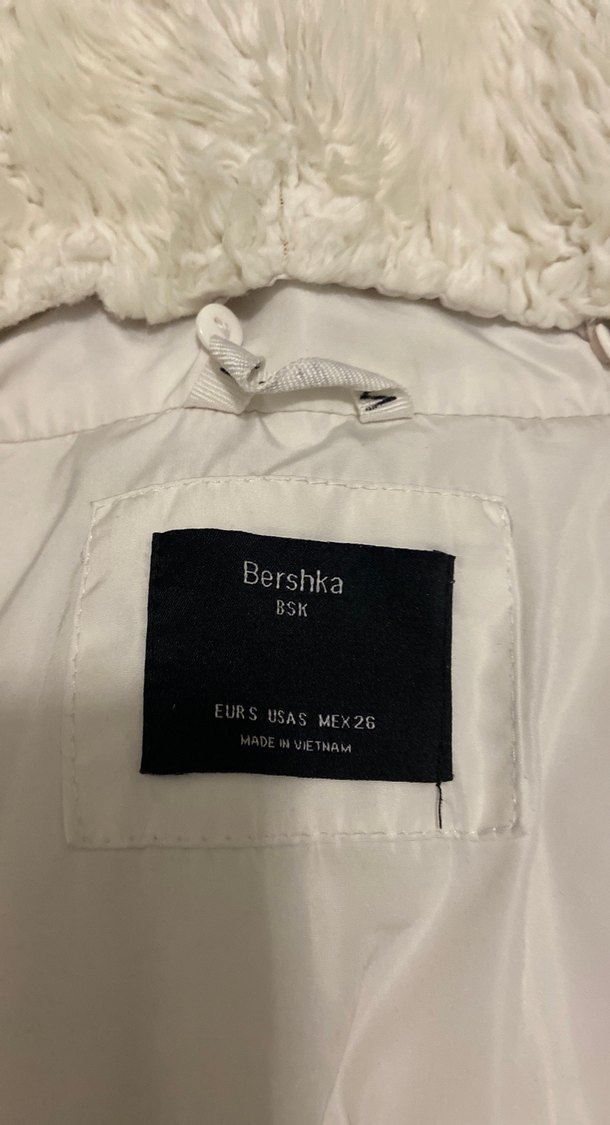 Bershka
BSK
EUR S USA S MEX 26
MADE IN VIETNAM